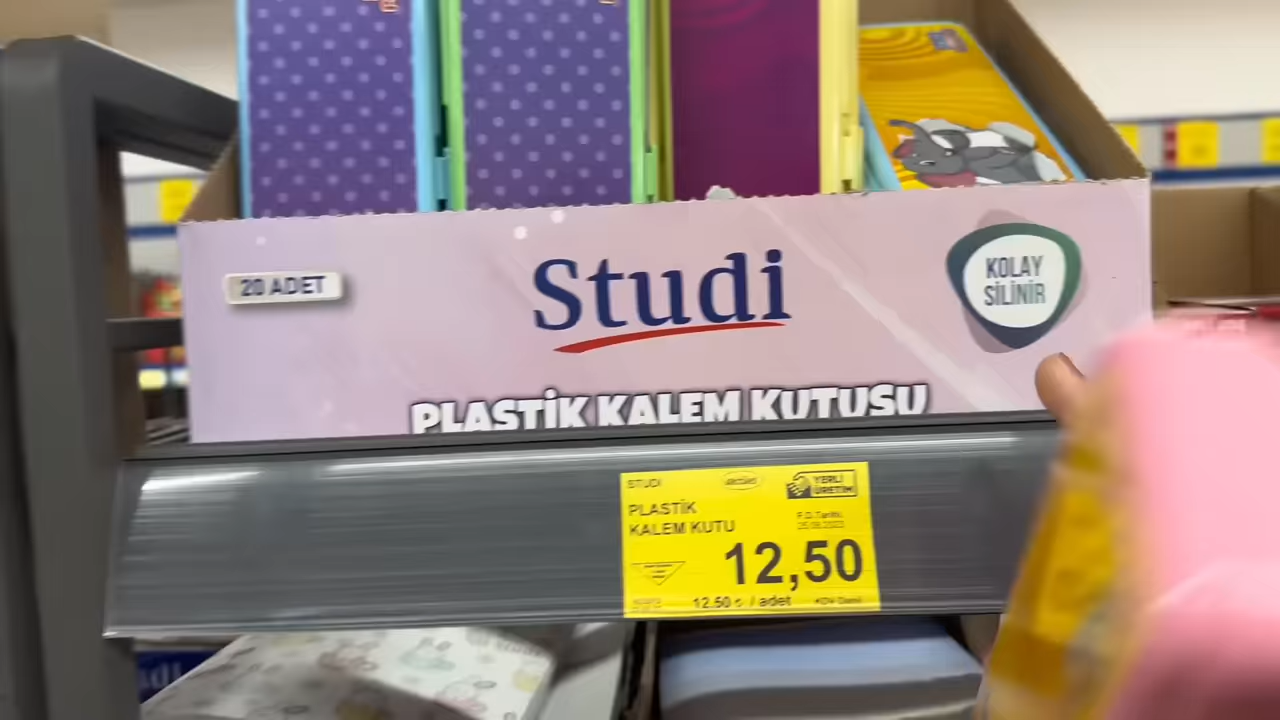 20 ADET
Studi
KOLAY
SİLİNİR
PLASTİK KALEM KUTUSU
STUDI
YERLİ
ÜRETİM
PLASTİK
KALEM KUTU
12,50
12.50 ₺ / adet